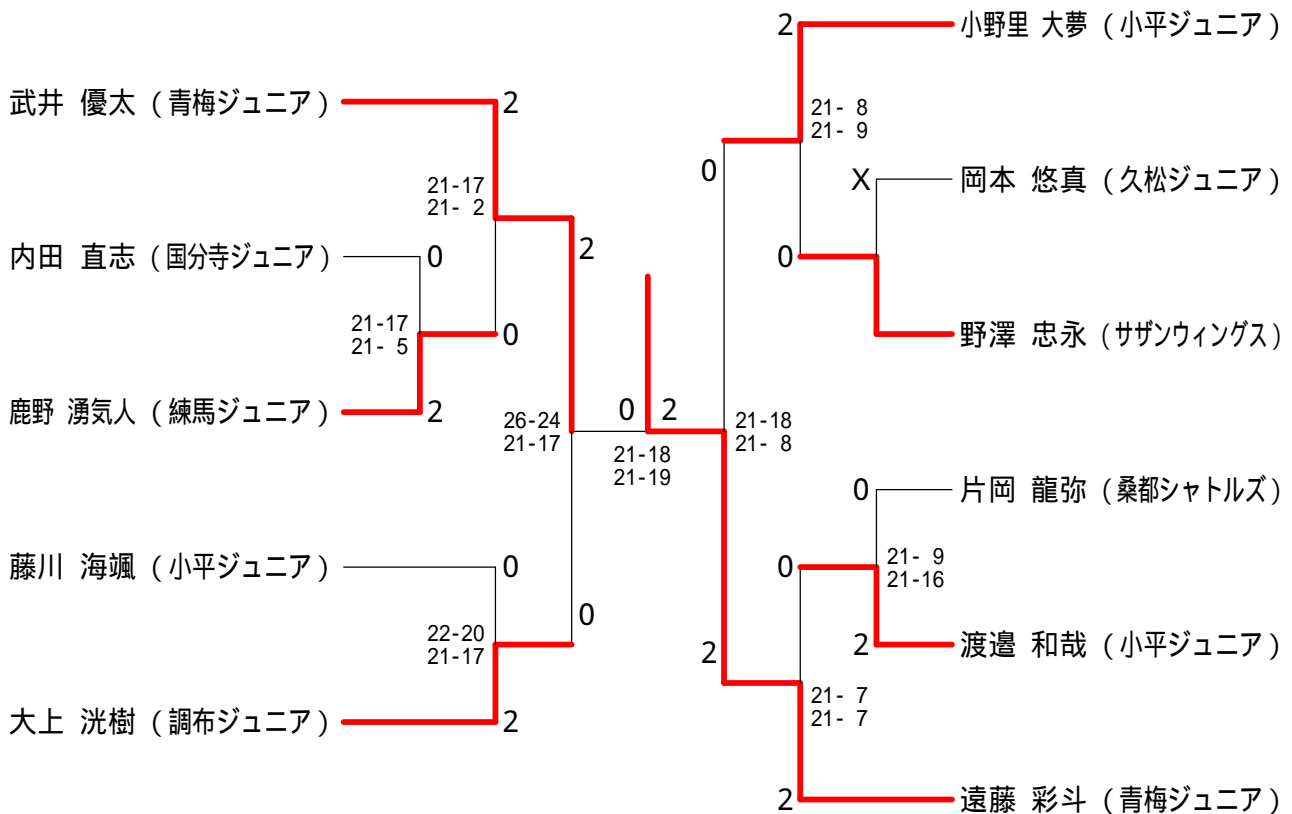 武井 優太 (青梅ジュニア)
2
21-17
21- 2
内田 直志 (国分寺ジュニア)
0
21-17
21- 5
0
鹿野 湧気人 (練馬ジュニア)
2
2
26-24
21-17
藤川 海颯 (小平ジュニア)
0
22-20
21-17
0
大上 洸樹 (調布ジュニア)
2
0 2
21-18
21-19
2
小野里 大夢 (小平ジュニア)
21- 8
21- 9
0
X
岡本 悠真 (久松ジュニア)
0
野澤 忠永 (サザンウィングス)
21-18
21- 8
0
片岡 龍弥 (桑都シャトルズ)
0
21- 9
21-16
2
渡邉 和哉 (小平ジュニア)
2
21- 7
21- 7
2
遠藤 彩斗 (青梅ジュニア)